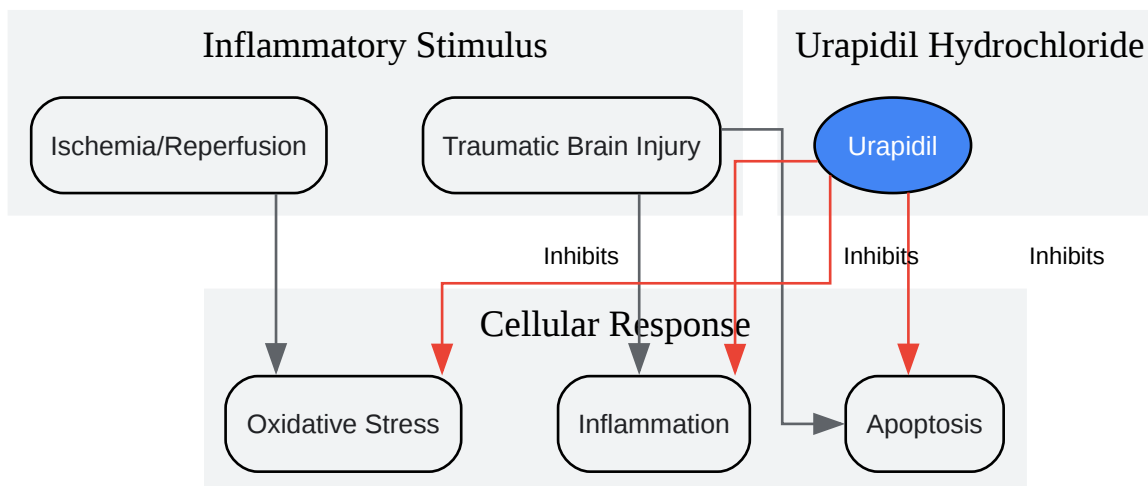 Inflammatory Stimulus
Urapidil Hydrochloride
Ischemia/Reperfusion
Traumatic Brain Injury
Urapidil
Inhibits
Inhibits
Inhibits
Cellular Response
Oxidative Stress
Inflammation
Apoptosis